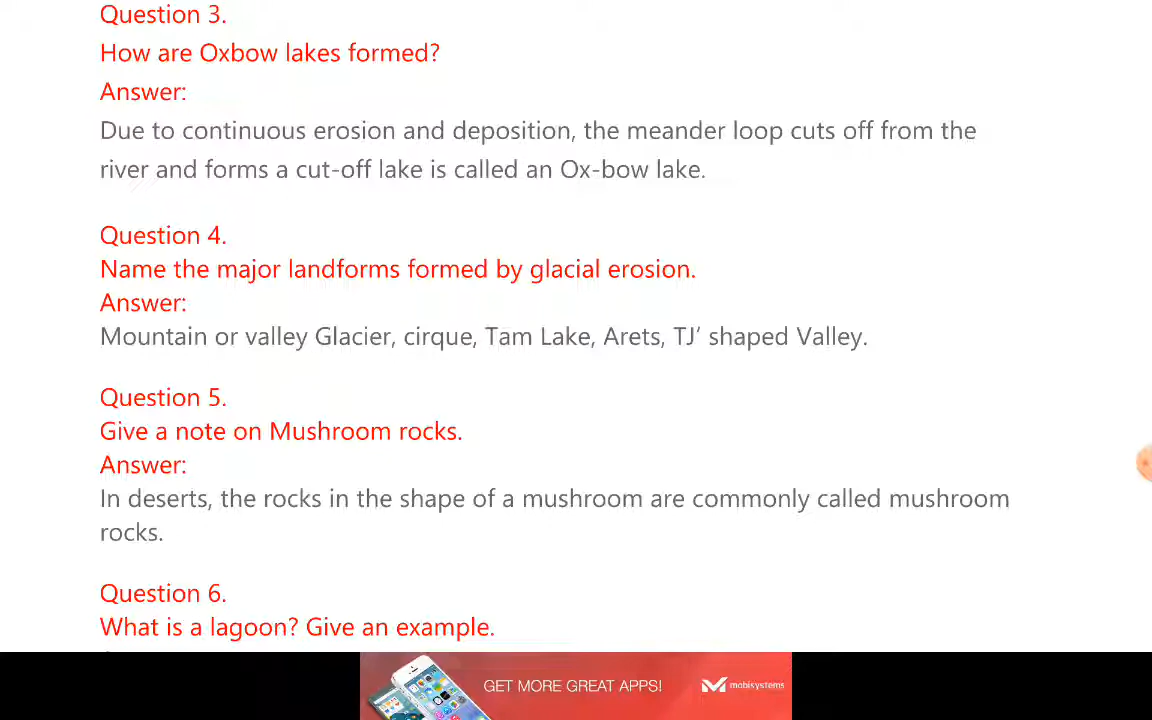 Question 3.
How are Oxbow lakes formed?
Answer:
Due to continuous erosion and deposition, the meander loop cuts off from the
river and forms a cut-off lake is called an Ox-bow lake.
Question 4.
Name the major landforms formed by glacial erosion.
Answer:
Mountain or valley Glacier, cirque, Tam Lake, Arets, TJ’ shaped Valley.
Question 5.
Give a note on Mushroom rocks.
Answer:
In deserts, the rocks in the shape of a mushroom are commonly called mushroom
rocks.
Question 6.
What is a lagoon? Give an example.
GET MORE GREAT APPS!
mobisystems